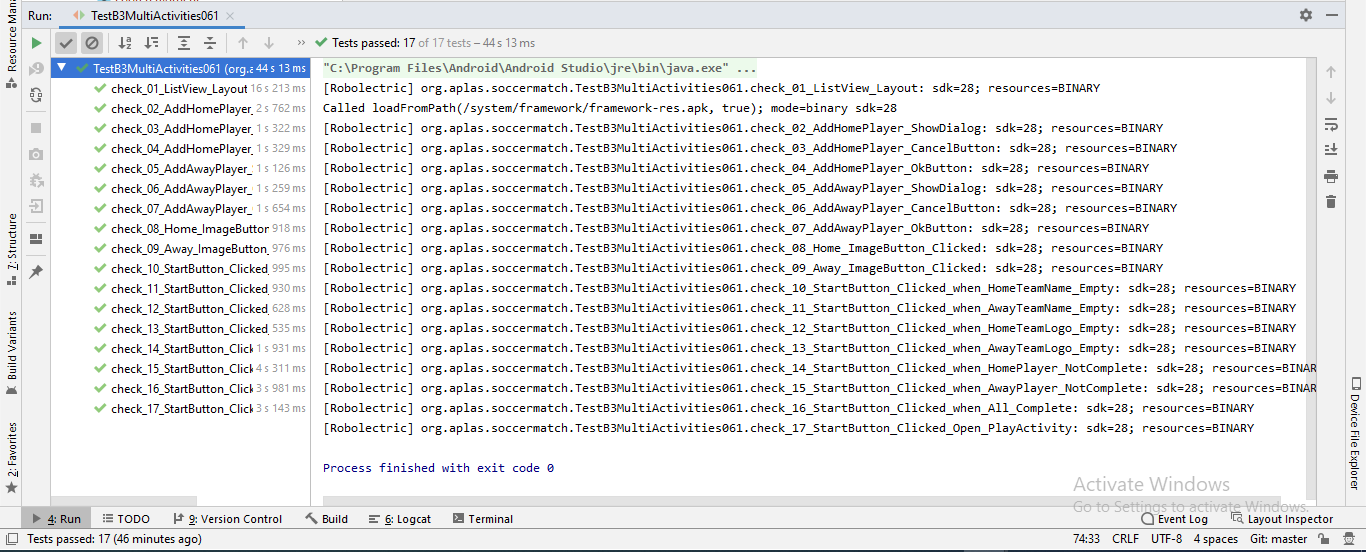 Run:
TestB3MultiActivities061
Tests passed: 17 of 17 tests – 44 s 13 ms
TestB3MultiActivities061 (org.a 44 s 13 ms
check_01_ListView_Layout 16 s 213 ms
check_02_AddHomePlayer_ 2 s 762 ms
check_03_AddHomePlayer_ 1 s 322 ms
check_04_AddHomePlayer_ 1 s 329 ms
check_05_AddAwayPlayer_ 1 s 126 ms
check_06_AddAwayPlayer_ 1 s 259 ms
check_07_AddAwayPlayer_ 1 s 654 ms
check_08_Home_ImageButton 918 ms
check_09_Away_ImageButton_ 976 ms
check_10_StartButton_Clicked_ 995 ms
check_11_StartButton_Clicked_ 930 ms
check_12_StartButton_Clicked_ 628 ms
check_13_StartButton_Clicked_ 535 ms
check_14_StartButton_Click 1 s 931 ms
check_15_StartButton_Click 4 s 311 ms
check_16_StartButton_Click 3 s 981 ms
check_17_StartButton_Click 3 s 143 ms
"C:\Program Files\Android\Android Studio\jre\bin\java.exe" ...
[Robolectric] org.aplas.soccermatch.TestB3MultiActivities061.check_01_ListView_Layout: sdk=28; resources=BINARY
Called loadFromPath(/system/framework/framework-res.apk, true); mode=binary sdk=28
[Robolectric] org.aplas.soccermatch.TestB3MultiActivities061.check_02_AddHomePlayer_ShowDialog: sdk=28; resources=BINARY
[Robolectric] org.aplas.soccermatch.TestB3MultiActivities061.check_03_AddHomePlayer_CancelButton: sdk=28; resources=BINARY
[Robolectric] org.aplas.soccermatch.TestB3MultiActivities061.check_04_AddHomePlayer_OkButton: sdk=28; resources=BINARY
[Robolectric] org.aplas.soccermatch.TestB3MultiActivities061.check_05_AddAwayPlayer_ShowDialog: sdk=28; resources=BINARY
[Robolectric] org.aplas.soccermatch.TestB3MultiActivities061.check_06_AddAwayPlayer_CancelButton: sdk=28; resources=BINARY
[Robolectric] org.aplas.soccermatch.TestB3MultiActivities061.check_07_AddAwayPlayer_OkButton: sdk=28; resources=BINARY
[Robolectric] org.aplas.soccermatch.TestB3MultiActivities061.check_08_Home_ImageButton_Clicked: sdk=28; resources=BINARY
[Robolectric] org.aplas.soccermatch.TestB3MultiActivities061.check_09_Away_ImageButton_Clicked: sdk=28; resources=BINARY
[Robolectric] org.aplas.soccermatch.TestB3MultiActivities061.check_10_StartButton_Clicked_when_HomeTeamName_Empty: sdk=28; resources=BINARY
[Robolectric] org.aplas.soccermatch.TestB3MultiActivities061.check_11_StartButton_Clicked_when_AwayTeamName_Empty: sdk=28; resources=BINARY
[Robolectric] org.aplas.soccermatch.TestB3MultiActivities061.check_12_StartButton_Clicked_when_HomeTeamLogo_Empty: sdk=28; resources=BINARY
[Robolectric] org.aplas.soccermatch.TestB3MultiActivities061.check_13_StartButton_Clicked_when_AwayTeamLogo_Empty: sdk=28; resources=BINARY
[Robolectric] org.aplas.soccermatch.TestB3MultiActivities061.check_14_StartButton_Clicked_when_HomePlayer_NotComplete: sdk=28; resources=BINAR
[Robolectric] org.aplas.soccermatch.TestB3MultiActivities061.check_15_StartButton_Clicked_when_AwayPlayer_NotComplete: sdk=28; resources=BINAR
[Robolectric] org.aplas.soccermatch.TestB3MultiActivities061.check_16_StartButton_Clicked_when_All_Complete: sdk=28; resources=BINARY
[Robolectric] org.aplas.soccermatch.TestB3MultiActivities061.check_17_StartButton_Clicked_Open_PlayActivity: sdk=28; resources=BINARY
Process finished with exit code 0
Resource Mana
7: Structure
Build Variants
2: Favorites
Device File Explorer
Activate Windows
Go to Settings to activate Windows.
4: Run TODO 9: Version Control Build 6: Logcat Terminal Event Log Layout Inspector
Tests passed: 17 (46 minutes ago) 74:33 CRLF UTF-8 4 spaces Git: master